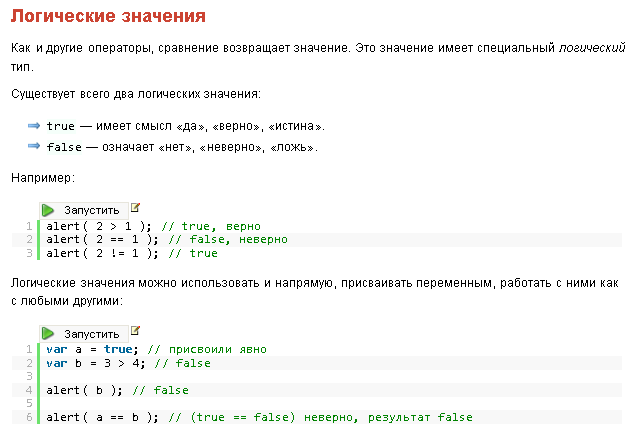 Логические значения
Как и другие операторы, сравнение возвращает значение. Это значение имеет специальный логический
тип.
Существует всего два логических значения:
true — имеет смысл «да», «верно», «истина».
false — означает «нет», «неверно», «ложь».
Например:
Запустить
1 alert( 2 > 1 ); // true, верно
2 alert( 2 == 1 ); // false, неверно
3 alert( 2 != 1 ); // true
Логические значения можно использовать и напрямую, присваивать переменным, работать с ними как
с любыми другими:
Запустить
1 var a = true; // присвоили явно
2 var b = 3 > 4; // false
3
4 alert( b ); // false
5
6 alert( a == b ); // (true == false) неверно, результат false